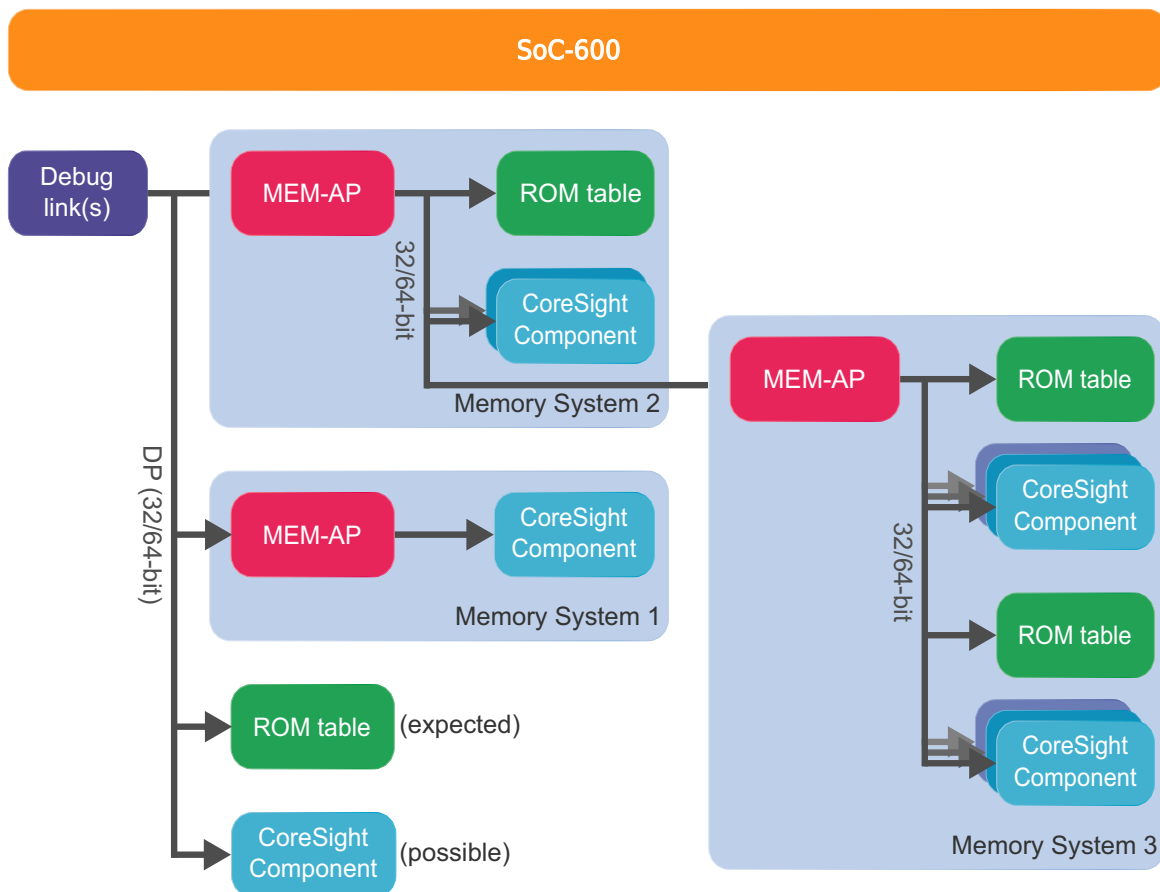 SoC-600
Debug
link(s)
MEM-AP
ROM table
32/64-bit
CoreSight
Component
Memory System 2
MEM-AP
ROM table
CoreSight
Component
32/64-bit
ROM table
CoreSight
Component
Memory System 3
DP (32/64-bit)
MEM-AP
CoreSight
Component
Memory System 1
ROM table
(expected)
CoreSight
Component
(possible)